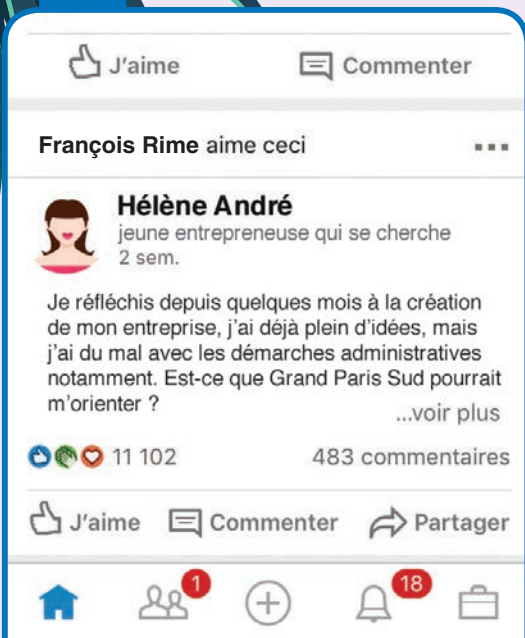 J'aime Commenter
François Rime aime ceci
Hélène André
jeune entrepreneuse qui se cherche
2 sem.
Je réfléchis depuis quelques mois à la création
de mon entreprise, j'ai déjà plein d'idées, mais
j'ai du mal avec les démarches administratives
notamment. Est-ce que Grand Paris Sud pourrait
m'orienter ?
...voir plus
11 102 483 commentaires
J'aime Commenter Partager
1 18